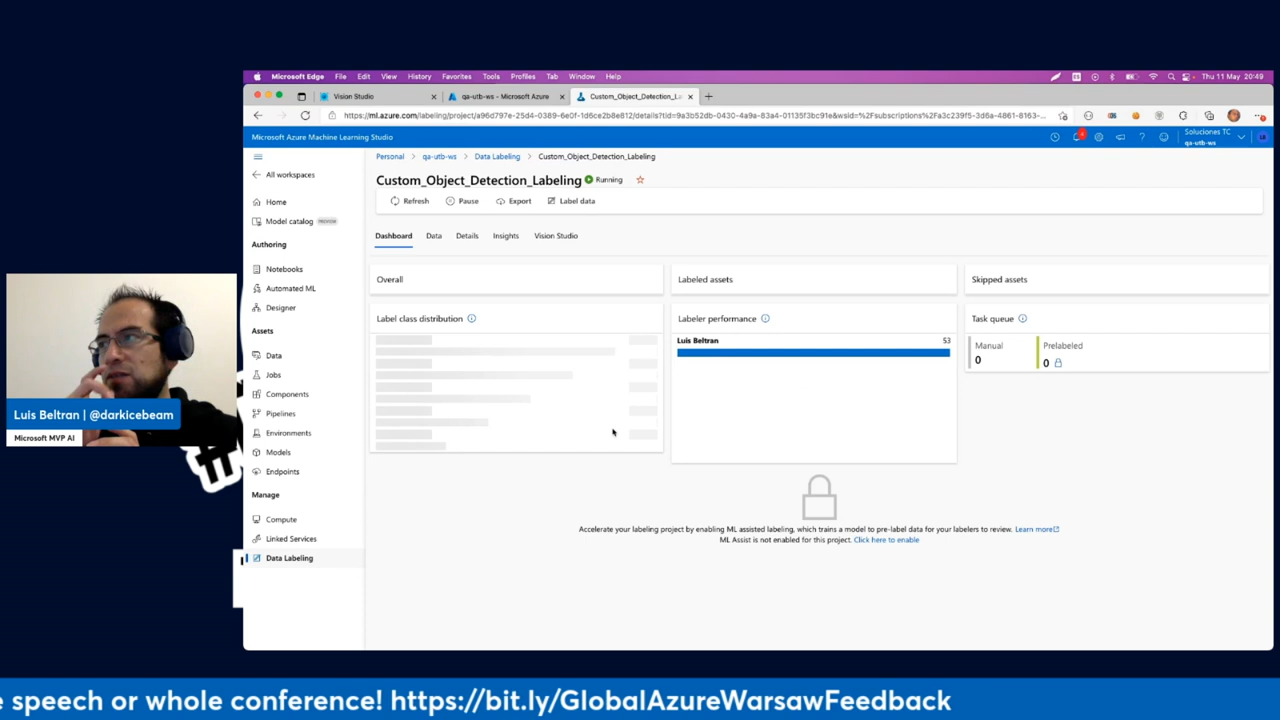 Microsoft Edge File Edit View History Favorites Tools Profiles Tab Window Help
Thu 11 May 20:49
Vision Studio
qa-utb-ws - Microsoft Azure
Custom_Object_Detection_L
Microsoft Azure Machine Learning Studio
Soluciones TC
qa-utb-ws
All workspaces
Home
Model catalog PREVIEW
Authoring
Notebooks
Automated ML
Designer
Assets
Data
Jobs
Components
Pipelines
Environments
Models
Endpoints
Manage
Compute
Linked Services
Data Labeling
Personal > qa-utb-ws > Data Labeling > Custom_Object_Detection_Labeling
Custom_Object_Detection_Labeling Running
Refresh Pause Export Label data
Dashboard Data Details Insights Vision Studio
Overall
Labeled assets
Skipped assets
Label class distribution
Labeler performance
Luis Beltran 53
Task queue
Manual
0
Prelabeled
0
Accelerate your labeling project by enabling ML assisted labeling, which trains a model to pre-label data for your labelers to review. Learn more
ML Assist is not enabled for this project. Click here to enable
Luis Beltran | @darkicebeam
Microsoft MVP AI
e speech or whole conference! https://bit.ly/GlobalAzureWarsawFeedback